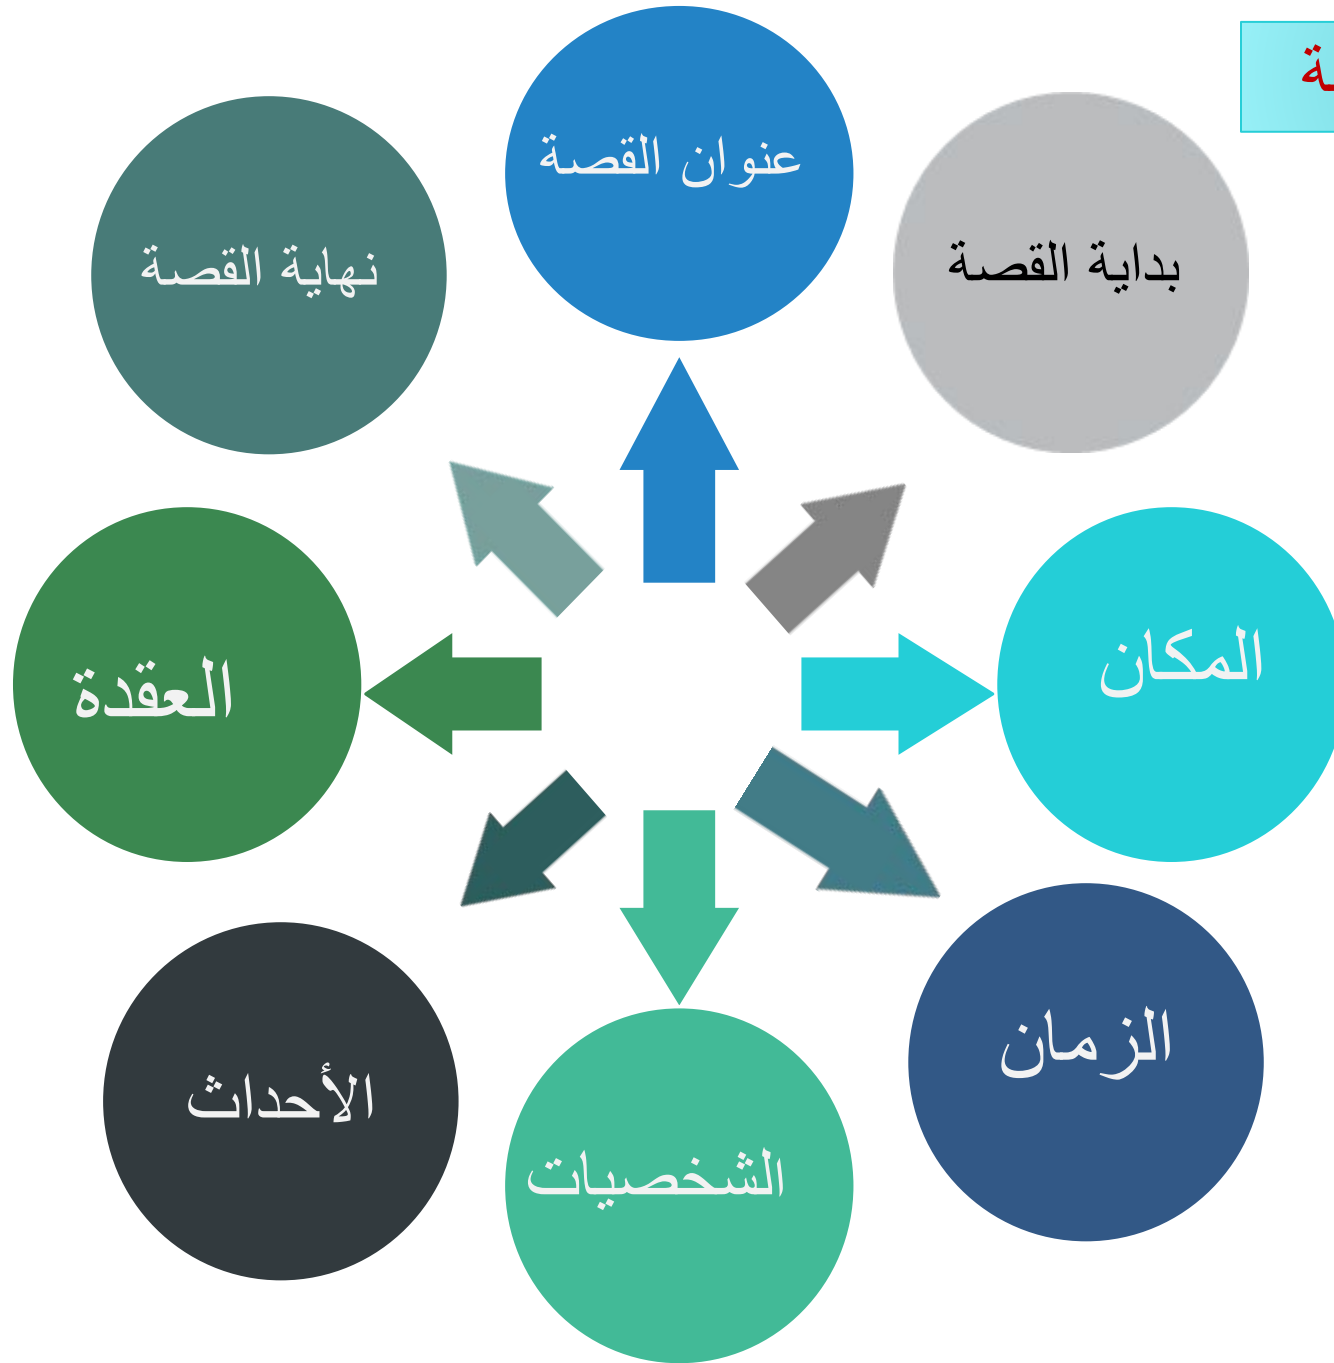 عنوان القصة
بداية القصة
المكان
الزمان
الشخصيات
الأحداث
العقدة
نهاية القصة